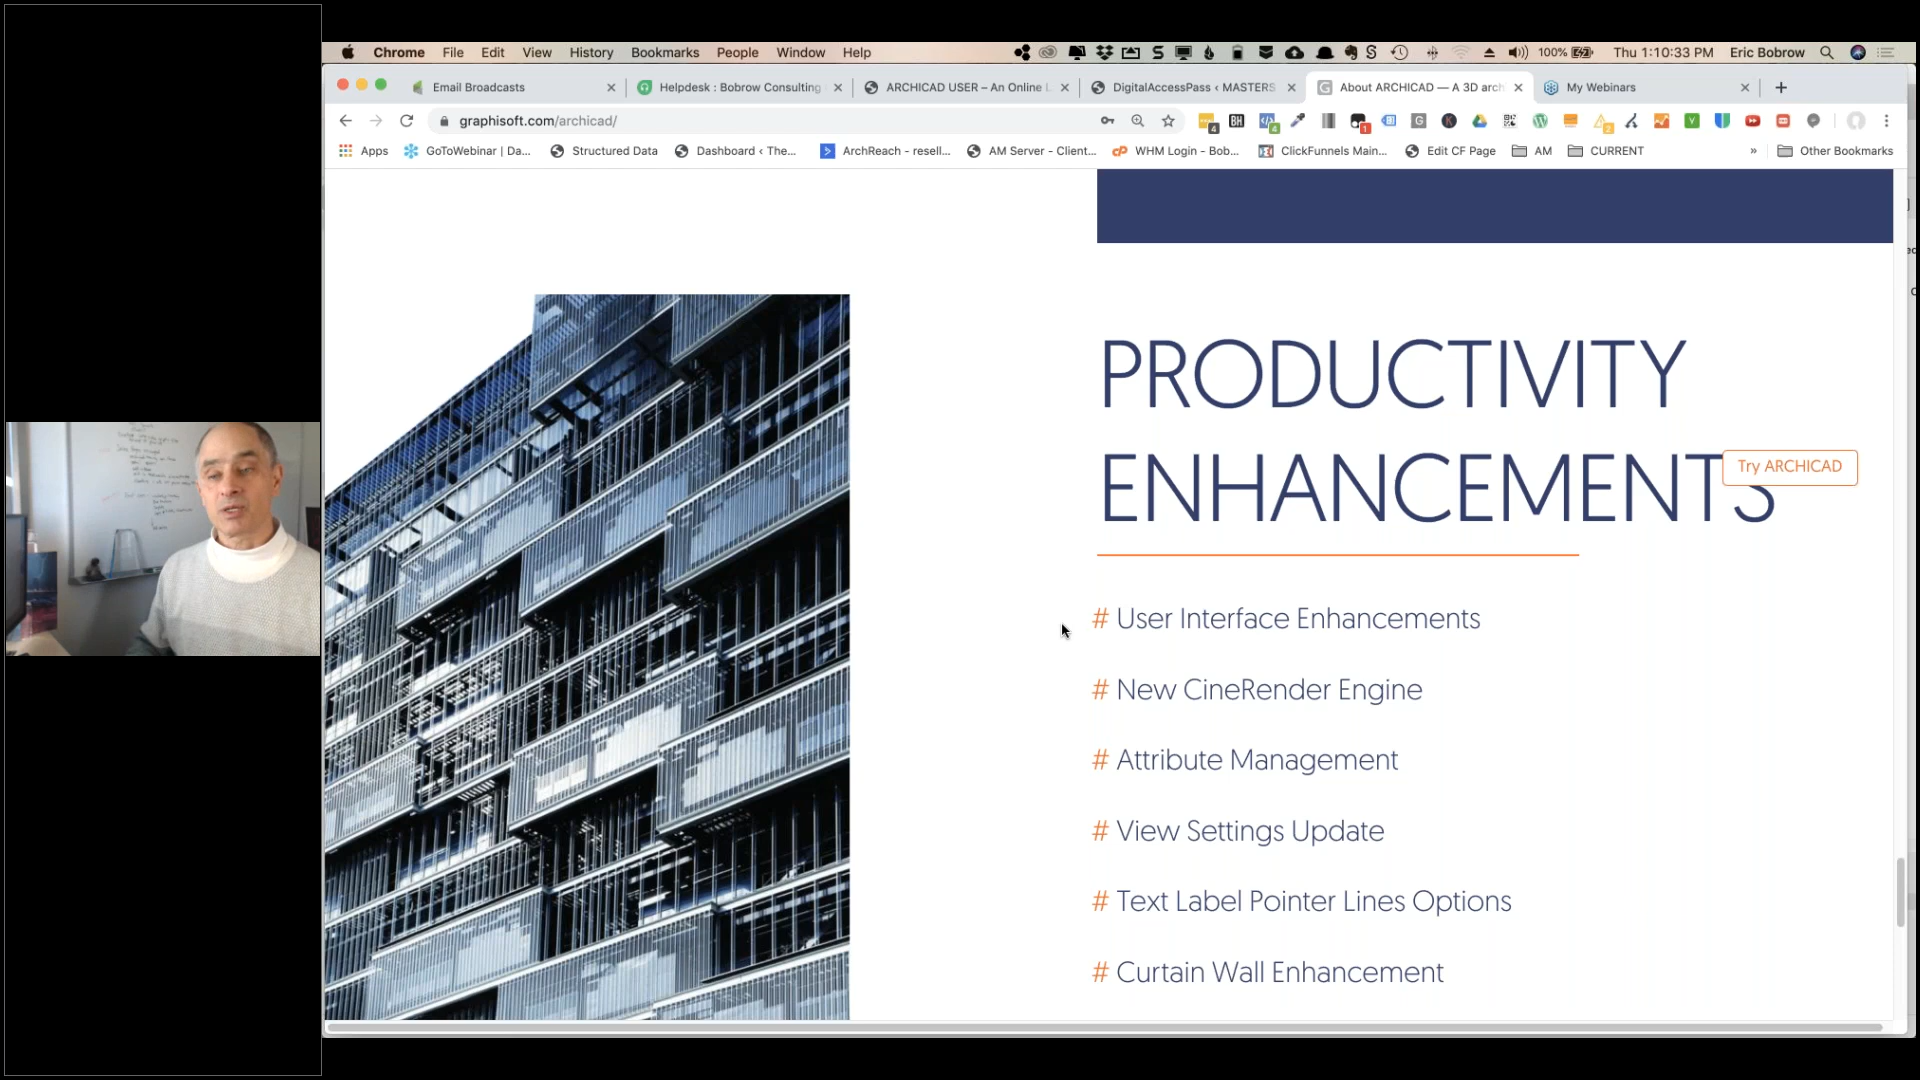 Chrome File Edit View History Bookmarks People Window Help 100% Thu 1:10:33 PM Eric Bobrow
Email Broadcasts Helpdesk : Bobrow Consulting ARCHICAD USER – An Online L DigitalAccessPass ‹ MASTERS About ARCHICAD — A 3D arch My Webinars
graphisoft.com/archicad/
Apps GoToWebinar | Da... Structured Data Dashboard ‹ The... ArchReach - resell... AM Server - Client... WHM Login - Bob... ClickFunnels Main... Edit CF Page AM CURRENT » Other Bookmarks
PRODUCTIVITY
ENHANCEMENTS
Try ARCHICAD
# User Interface Enhancements
# New CineRender Engine
# Attribute Management
# View Settings Update
# Text Label Pointer Lines Options
# Curtain Wall Enhancement